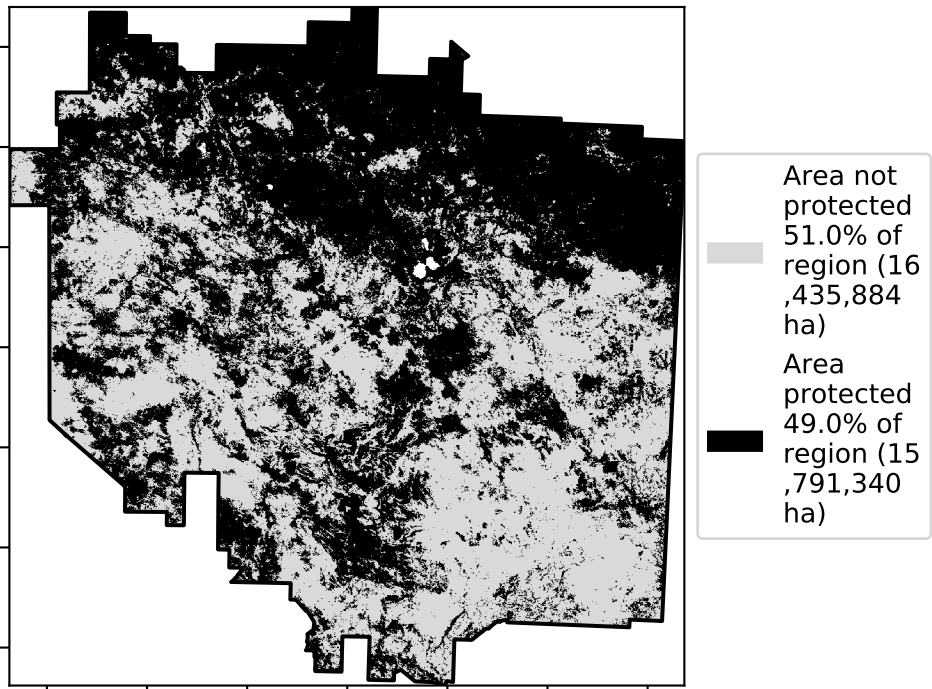 Area not
protected
51.0% of
region (16
,435,884
ha)
Area
protected
49.0% of
region (15
,791,340
ha)